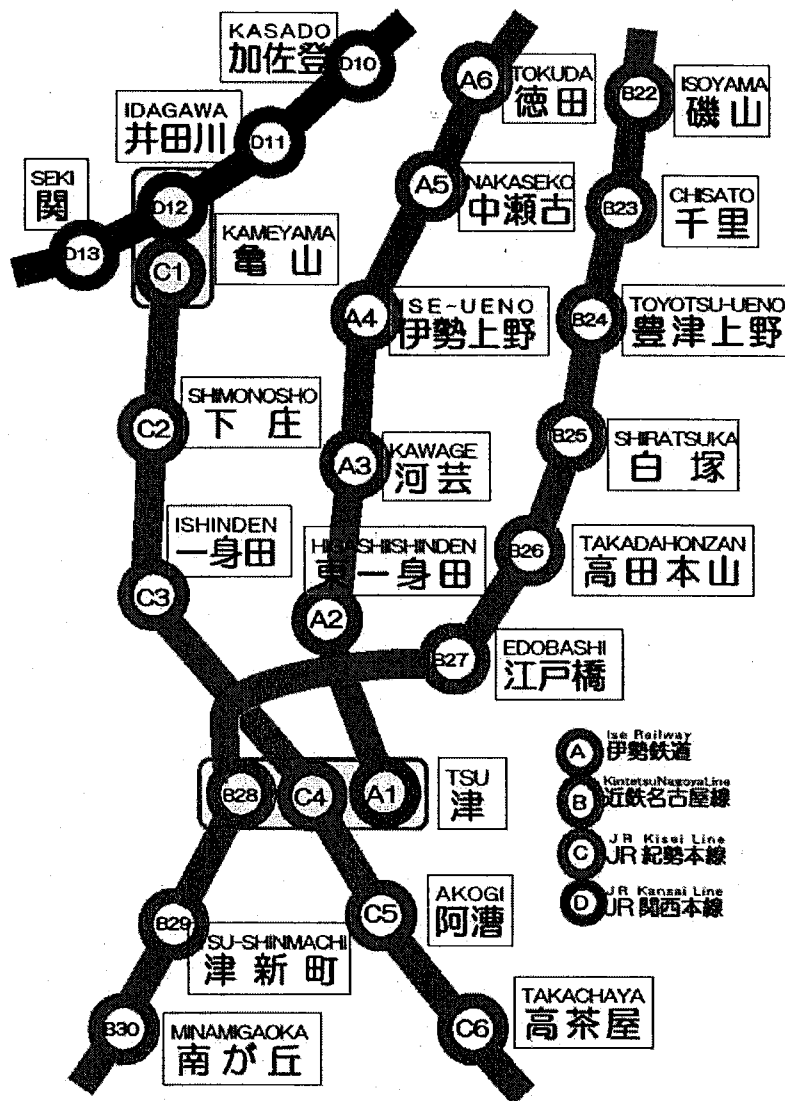 KASADO
加佐登
D10
A6
TOKUDA
徳田
B22
ISOYAMA
磯山
IDAGAWA
井田川
D11
SEKI
関
D12
D13
A5
NAKASEKO
中瀬古
B23
CHISATO
千里
KAMEYAMA
亀山
C1
A4
ISE-UENO
伊勢上野
B24
TOYOTSU-UENO
豊津上野
C2
SHIMONOSHO
下庄
A3
KAWAGE
河芸
B25
SHIRATSUKA
白塚
ISHINDEN
一身田
C3
HIGASHIISHINDEN
東一身田
A2
B26
TAKADAHONZAN
高田本山
B27
EDOBASHI
江戸橋
B28
C4
A1
TSU
津
A
Ise Railway
伊勢鉄道
B
KintetsuNagoyaLine
近鉄名古屋線
C
JR Kisei Line
JR紀勢本線
D
JR Kansai Line
JR関西本線
B29
TSU-SHINMACHI
津新町
C5
AKOGI
阿漕
B30
MINAMIGAOKA
南が丘
C6
TAKACHAYA
高茶屋